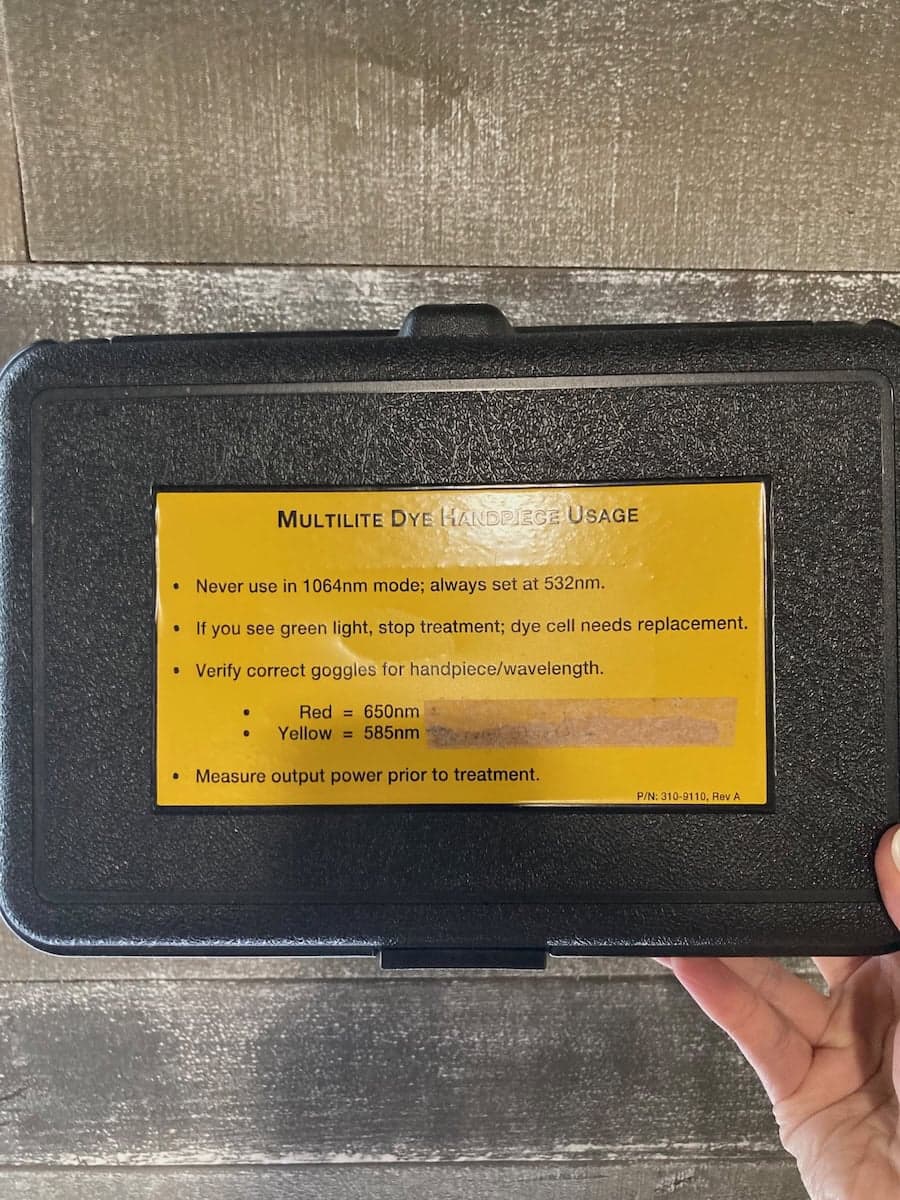 MULTILITE DYE HANDPIECE USAGE
• Never use in 1064nm mode; always set at 532nm.
• If you see green light, stop treatment; dye cell needs replacement.
• Verify correct goggles for handpiece/wavelength.
• Red = 650nm
• Yellow = 585nm
• Measure output power prior to treatment.
P/N: 310-9110, Rev A